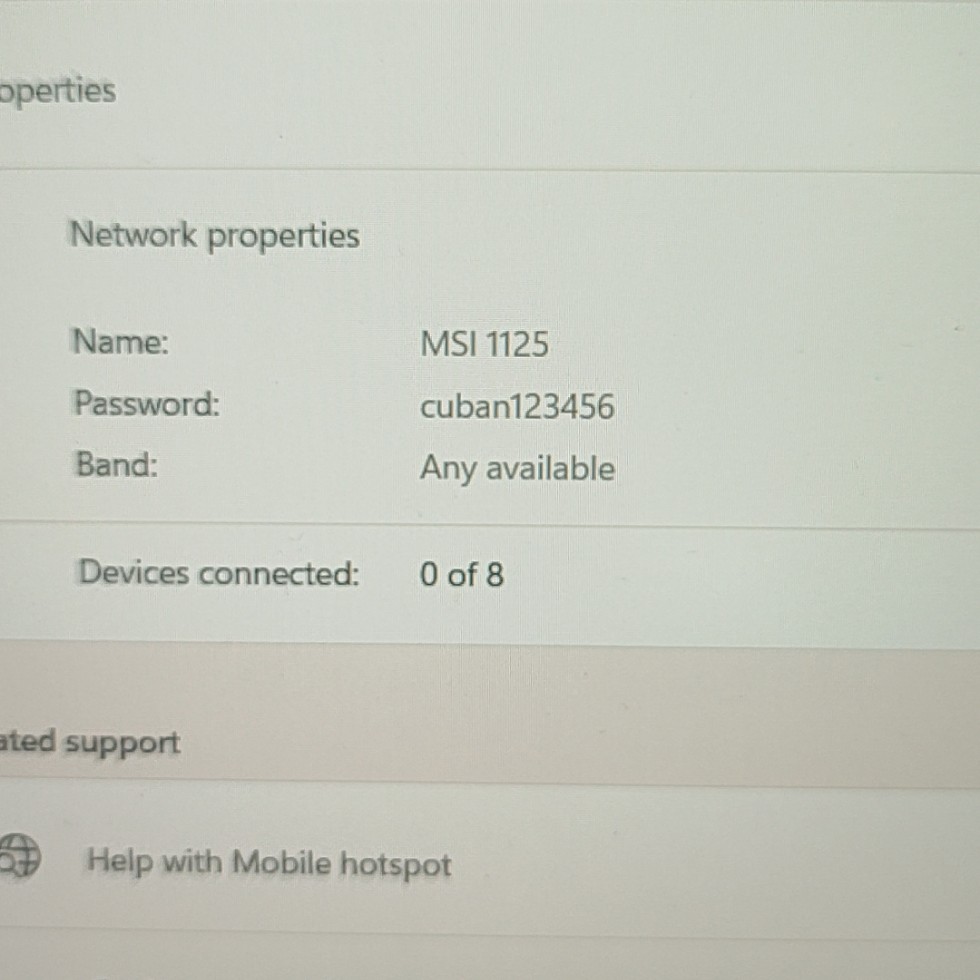 operties
Network properties
Name: MSI 1125
Password: cuban123456
Band: Any available
Devices connected: 0 of 8
ated support
Help with Mobile hotspot